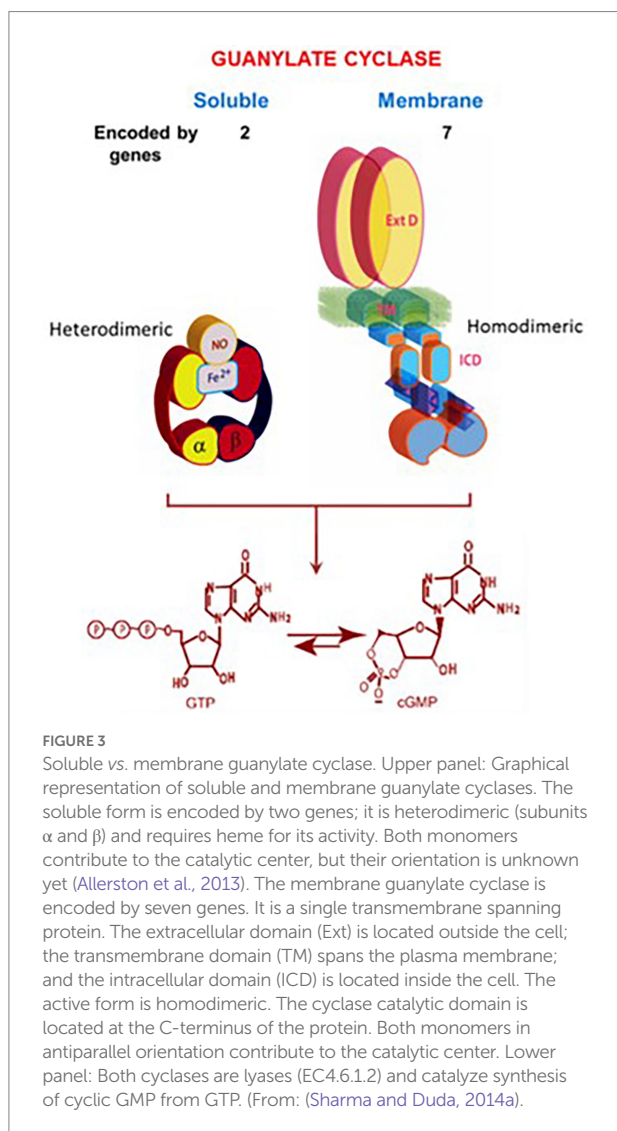 GUANYLATE CYCLASE
Soluble Membrane
Encoded by 2 7
genes
Ext D
TM
Heterodimeric Homodimeric
NO
ICD
Fe2+
α β
O
N NH
N N NH2
P P P O O
HO OH
GTP
O
N NH
N N NH2
O O
O P O OH
O
cGMP
FIGURE 3
Soluble vs. membrane guanylate cyclase. Upper panel: Graphical
representation of soluble and membrane guanylate cyclases. The
soluble form is encoded by two genes; it is heterodimeric (subunits
α and β) and requires heme for its activity. Both monomers
contribute to the catalytic center, but their orientation is unknown
yet (Allerston et al., 2013). The membrane guanylate cyclase is
encoded by seven genes. It is a single transmembrane spanning
protein. The extracellular domain (Ext) is located outside the cell;
the transmembrane domain (TM) spans the plasma membrane;
and the intracellular domain (ICD) is located inside the cell. The
active form is homodimeric. The cyclase catalytic domain is
located at the C-terminus of the protein. Both monomers in
antiparallel orientation contribute to the catalytic center. Lower
panel: Both cyclases are lyases (EC4.6.1.2) and catalyze synthesis
of cyclic GMP from GTP. (From: (Sharma and Duda, 2014a).